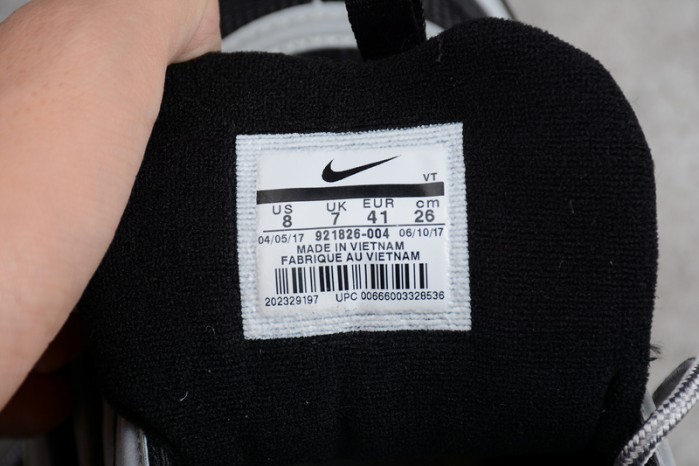 VT
US UK EUR cm
8 7 41 26
04/05/17 921826-004 06/10/17
MADE IN VIETNAM
FABRIQUE AU VIETNAM
202329197 UPC 00666003328536